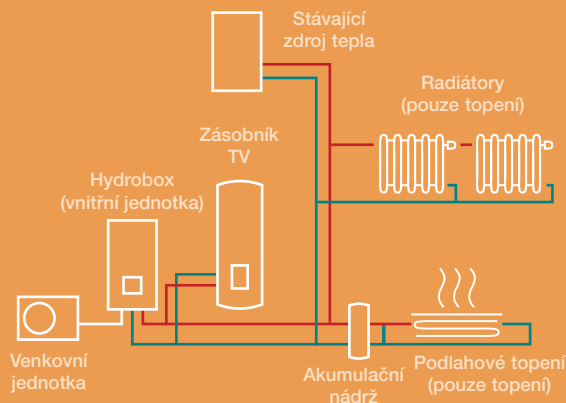 Stávající
zdroj tepla
Radiátory
(pouze topení)
Zásobník
TV
Hydrobox
(vnitřní jednotka)
Venkovní
jednotka
Akumulační
nádrž
Podlahové topení
(pouze topení)